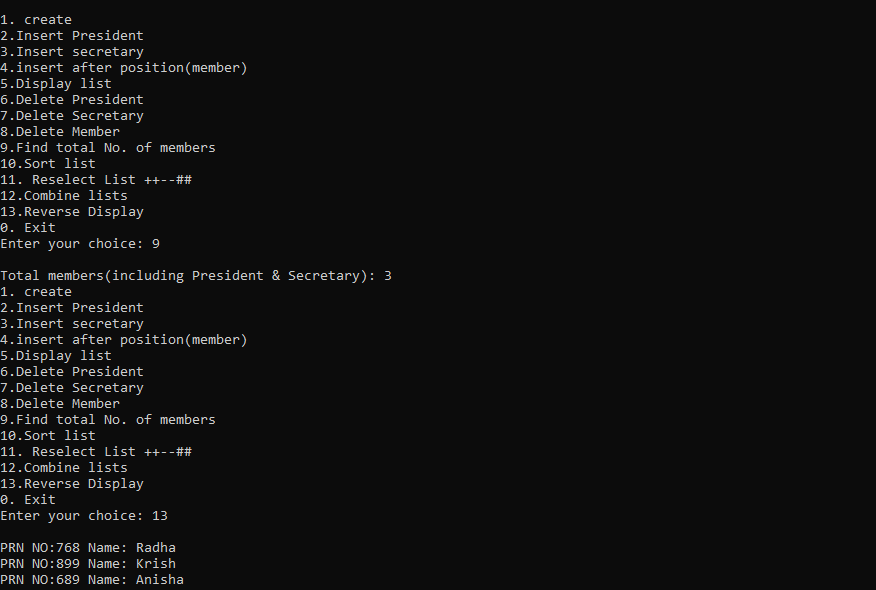 1. create
2.Insert President
3.Insert secretary
4.insert after position(member)
5.Display list
6.Delete President
7.Delete Secretary
8.Delete Member
9.Find total No. of members
10.Sort list
11. Reselect List ++--##
12.Combine lists
13.Reverse Display
0. Exit
Enter your choice: 9
Total members(including President & Secretary): 3
1. create
2.Insert President
3.Insert secretary
4.insert after position(member)
5.Display list
6.Delete President
7.Delete Secretary
8.Delete Member
9.Find total No. of members
10.Sort list
11. Reselect List ++--##
12.Combine lists
13.Reverse Display
0. Exit
Enter your choice: 13
PRN NO:768 Name: Radha
PRN NO:899 Name: Krish
PRN NO:689 Name: Anisha